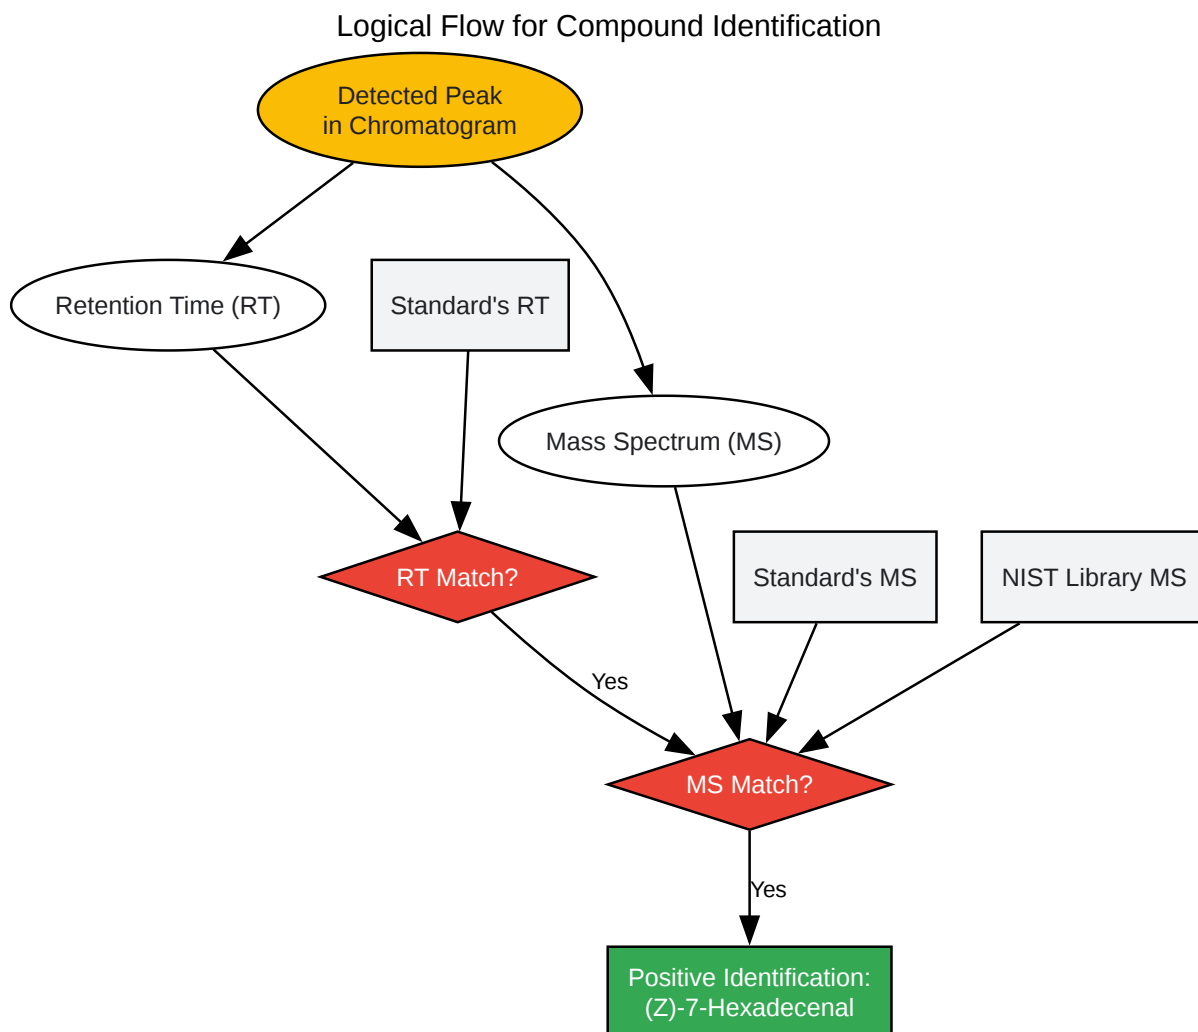 Logical Flow for Compound Identification
Detected Peak
in Chromatogram
Retention Time (RT)
Standard's RT
Mass Spectrum (MS)
RT Match?
Standard's MS
NIST Library MS
Yes
MS Match?
Yes
Positive Identification:
(Z)-7-Hexadecenal